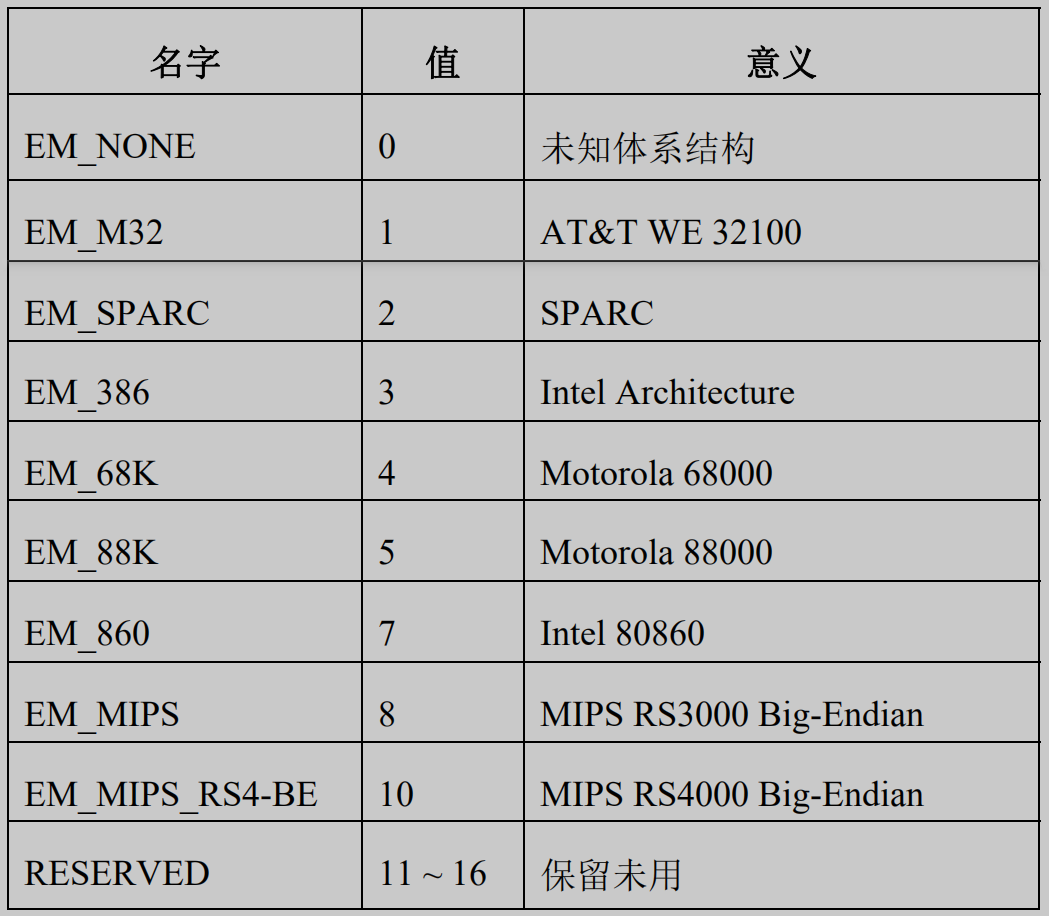 名字 值 意义
EM_NONE 0 未知体系结构
EM_M32 1 AT&T WE 32100
EM_SPARC 2 SPARC
EM_386 3 Intel Architecture
EM_68K 4 Motorola 68000
EM_88K 5 Motorola 88000
EM_860 7 Intel 80860
EM_MIPS 8 MIPS RS3000 Big-Endian
EM_MIPS_RS4-BE 10 MIPS RS4000 Big-Endian
RESERVED 11 ~ 16 保留未用